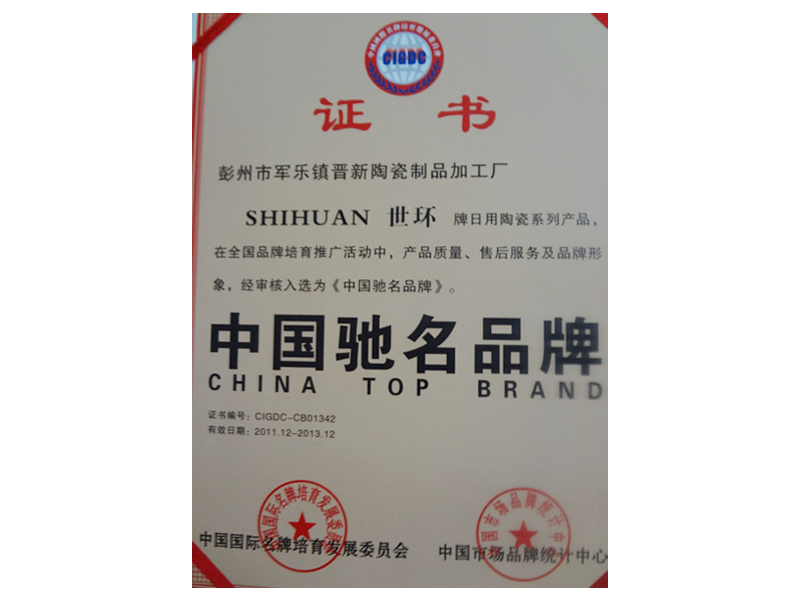 CIGDC
证书
彭州市军乐镇晋新陶瓷制品加工厂
SHIHUAN 世环 牌日用陶瓷系列产品，
在全国品牌培育推广活动中，产品质量、售后服务及品牌形
象，经审核入选为《中国驰名品牌》。
中国驰名品牌
CHINA TOP BRAND
证书编号：CIGDC-CB01342
有效日期：2011.12-2013.12
中国国际名牌培育发展委员会
中国市场品牌统计中心